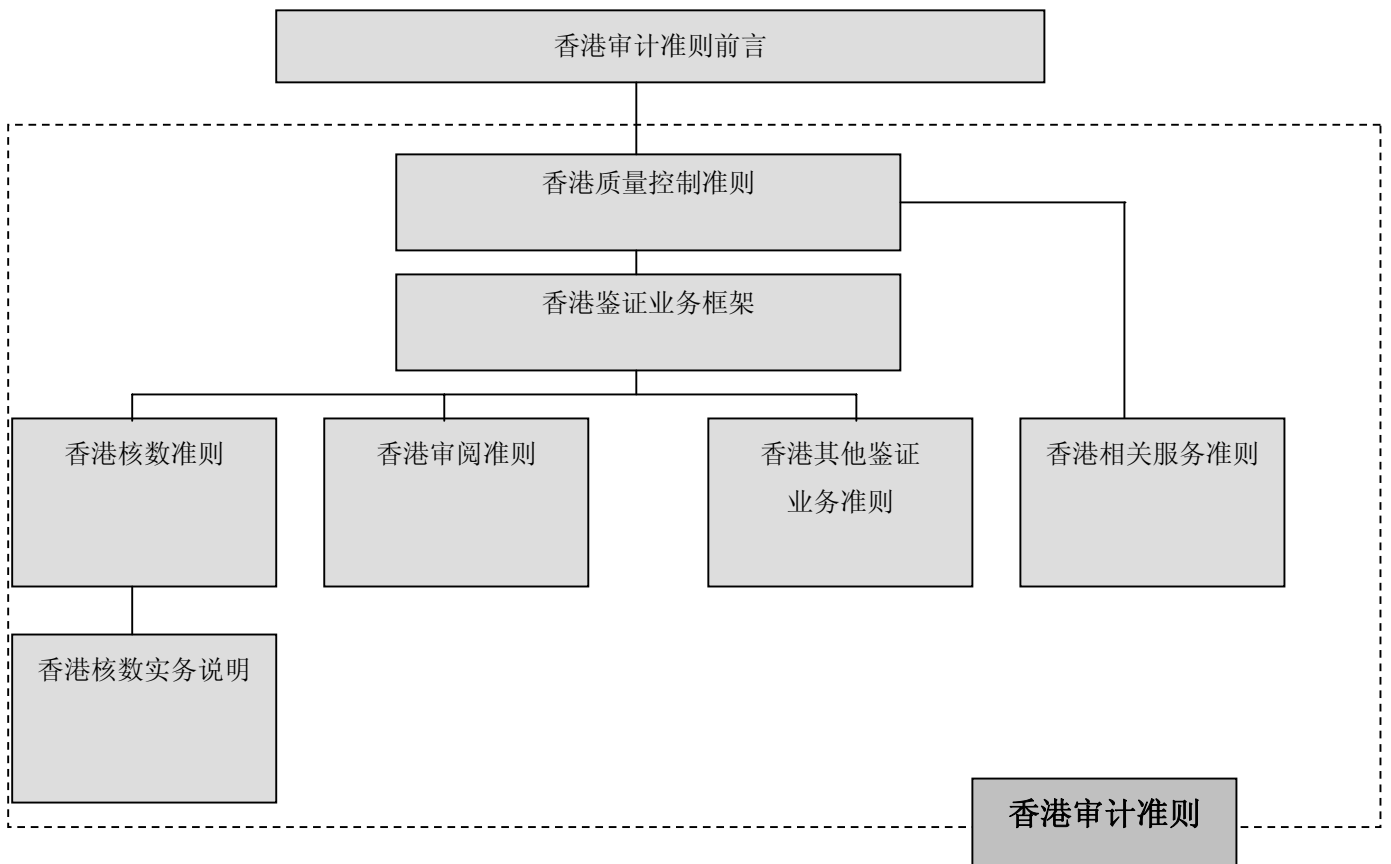 香港审计准则前言
香港质量控制准则
香港鉴证业务框架
香港核数准则
香港审阅准则
香港其他鉴证
业务准则
香港相关服务准则
香港核数实务说明
香港审计准则